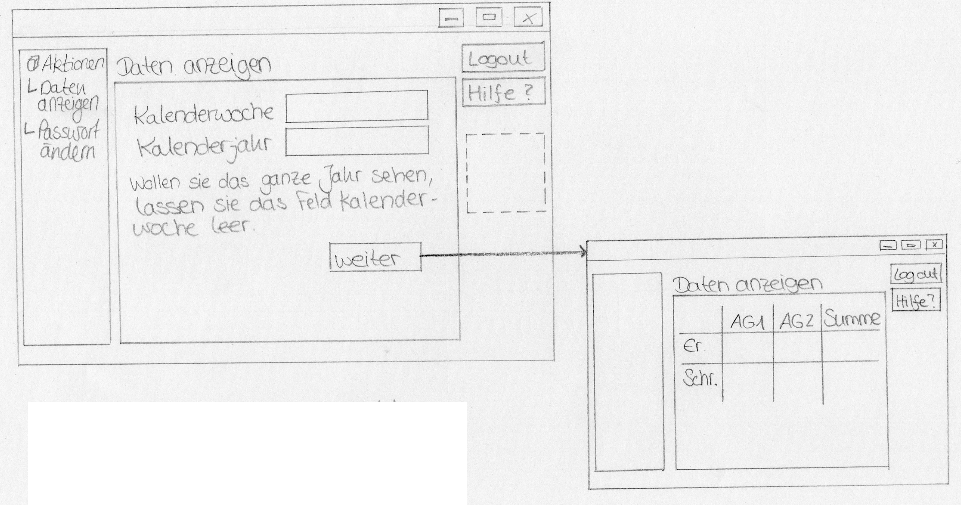 Aktionen
Daten
anzeigen
Passwort
ändern
Daten anzeigen
Kalenderwoche
Kalenderjahr
Wollen sie das ganze Jahr sehen,
lassen sie das Feld Kalender-
woche leer.
weiter
Logout
Hilfe?
Daten anzeigen
AG1 AG2 Summe
Er.
Schr.
Logout
Hilfe?